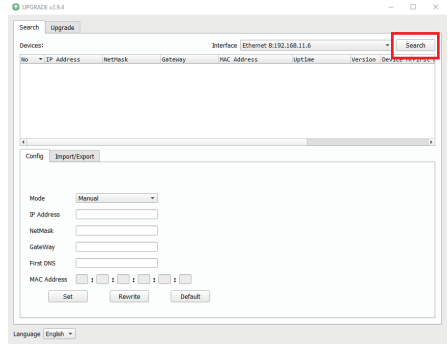 UPGRADE v2.9.4
Search Upgrade
Devices: Interface Ethernet 8:192.168.11.6 Search
No IP Address NetMask Gateway MAC Address Uptime Version
Config Import/Export
Mode Manual
IP Address
NetMask
GateWay
First DNS
MAC Address : : : : :
Set Rewrite Default
Language English